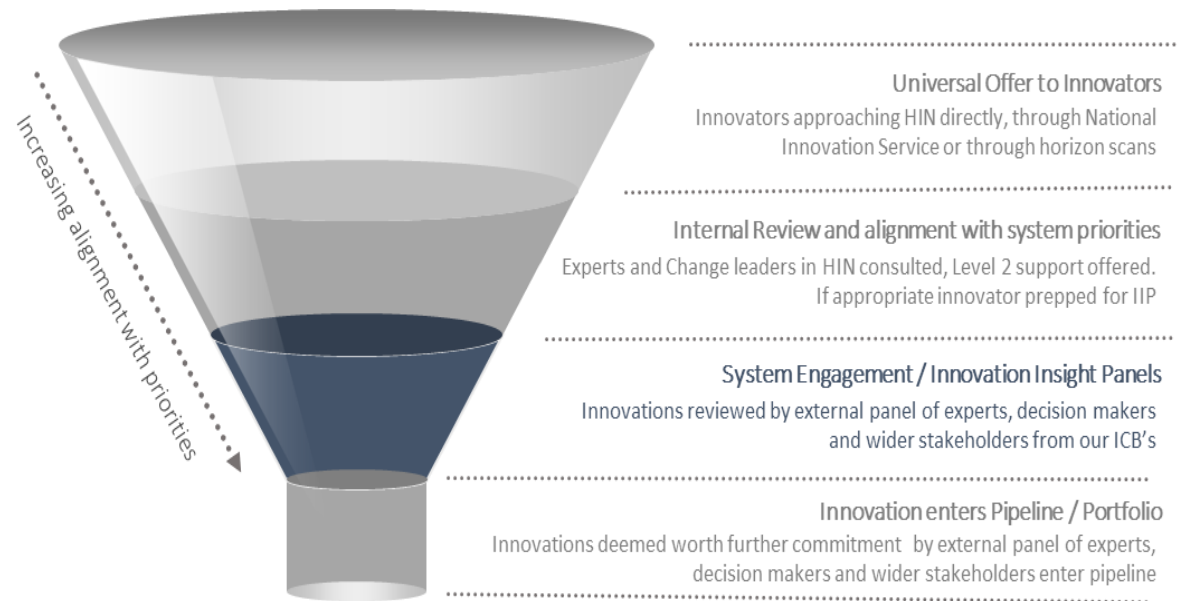 Universal Offer to Innovators
Innovators approaching HIN directly, through National
Innovation Service or through horizon scans
Increasing alignment with priorities
Internal Review and alignment with system priorities
Experts and Change leaders in HIN consulted, Level 2 support offered.
If appropriate innovator prepped for IIP
System Engagement / Innovation Insight Panels
Innovations reviewed by external panel of experts, decision makers
and wider stakeholders from our ICB's
Innovation enters Pipeline / Portfolio
Innovations deemed worth further commitment by external panel of experts,
decision makers and wider stakeholders enter pipeline